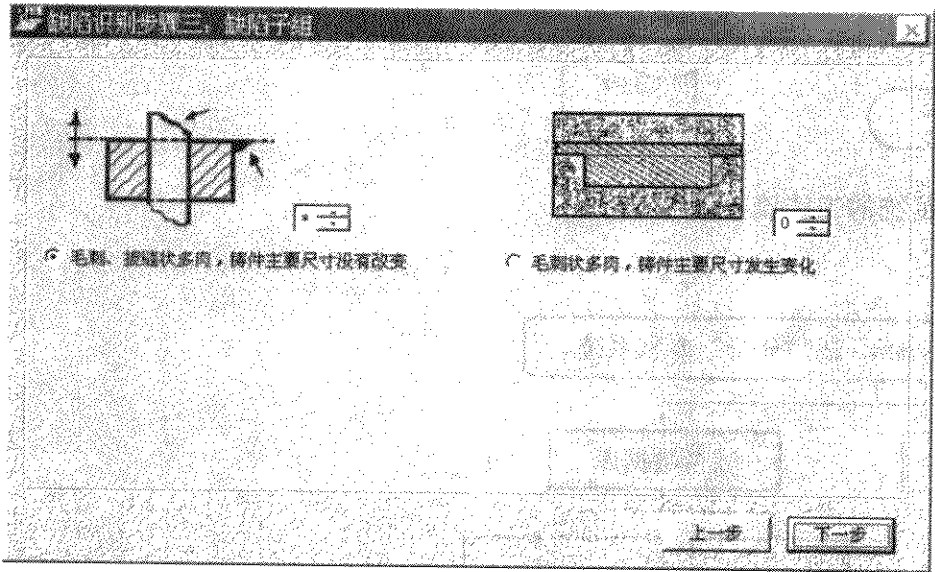 缺陷识别步骤三：缺陷子组
*
0
毛刺、披缝状多肉，铸件主要尺寸没有改变
毛刺状多肉，铸件主要尺寸发生变化
上一步
下一步